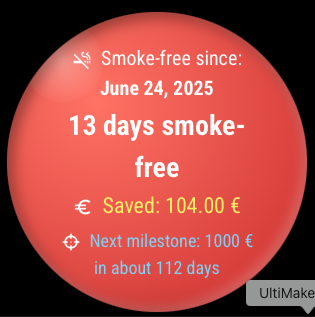 Smoke-free since:
June 24, 2025
13 days smoke-
free
€ Saved: 104.00 €
Next milestone: 1000 €
in about 112 days
UltiMake